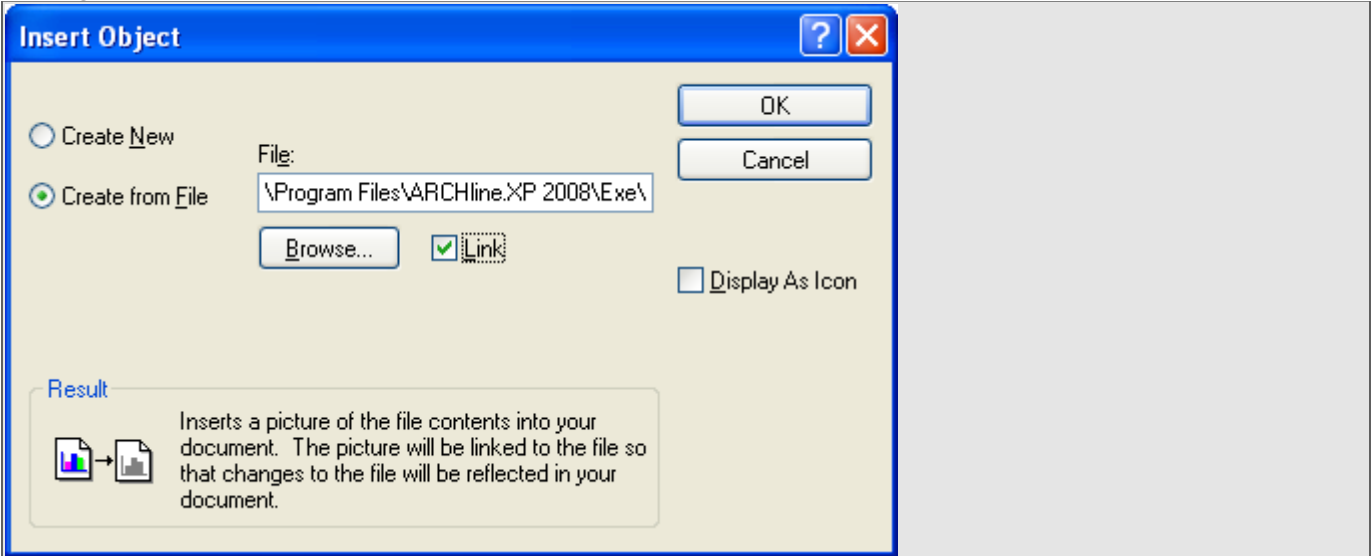 Insert Object
OK
Create New
File:
Cancel
Create from File
\Program Files\ARCHline.XP 2008\Exe\
Browse...
Link
Display As Icon
Result
Inserts a picture of the file contents into your
document. The picture will be linked to the file so
that changes to the file will be reflected in your
document.